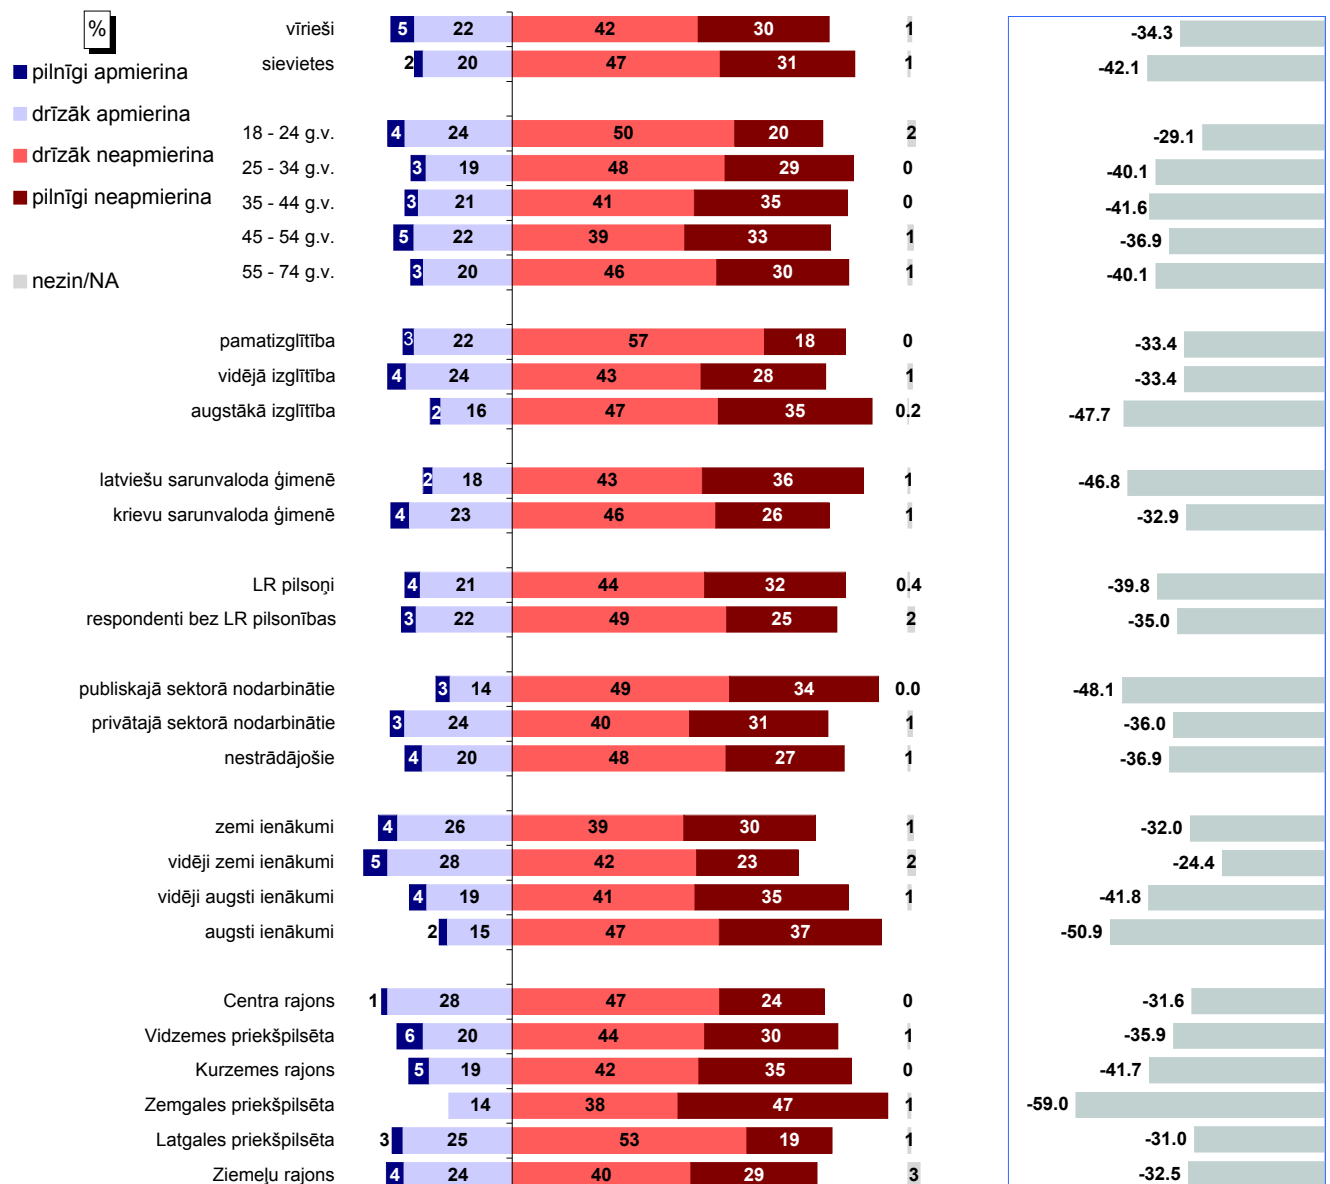 %
pilnīgi apmierina
drīzāk apmierina
drīzāk neapmierina
pilnīgi neapmierina
nezin/NA
vīrieši 5 22 42 30 1 -34.3
sievietes 2 20 47 31 1 -42.1
18 - 24 g.v. 4 24 50 20 2 -29.1
25 - 34 g.v. 3 19 48 29 0 -40.1
35 - 44 g.v. 3 21 41 35 0 -41.6
45 - 54 g.v. 5 22 39 33 1 -36.9
55 - 74 g.v. 3 20 46 30 1 -40.1
pamatizglītība 3 22 57 18 0 -33.4
vidējā izglītība 4 24 43 28 1 -33.4
augstākā izglītība 2 16 47 35 0.2 -47.7
latviešu sarunvaloda ģimenē 2 18 43 36 1 -46.8
krievu sarunvaloda ģimenē 4 23 46 26 1 -32.9
LR pilsoņi 4 21 44 32 0.4 -39.8
respondenti bez LR pilsonības 3 22 49 25 2 -35.0
publiskajā sektorā nodarbinātie 3 14 49 34 0.0 -48.1
privātajā sektorā nodarbinātie 3 24 40 31 1 -36.0
nestrādājošie 4 20 48 27 1 -36.9
zemi ienākumi 4 26 39 30 1 -32.0
vidēji zemi ienākumi 5 28 42 23 2 -24.4
vidēji augsti ienākumi 4 19 41 35 1 -41.8
augsti ienākumi 2 15 47 37 -50.9
Centra rajons 1 28 47 24 0 -31.6
Vidzemes priekšpilsēta 6 20 44 30 1 -35.9
Kurzemes rajons 5 19 42 35 0 -41.7
Zemgales priekšpilsēta 14 38 47 1 -59.0
Latgales priekšpilsēta 3 25 53 19 1 -31.0
Ziemeļu rajons 4 24 40 29 3 -32.5